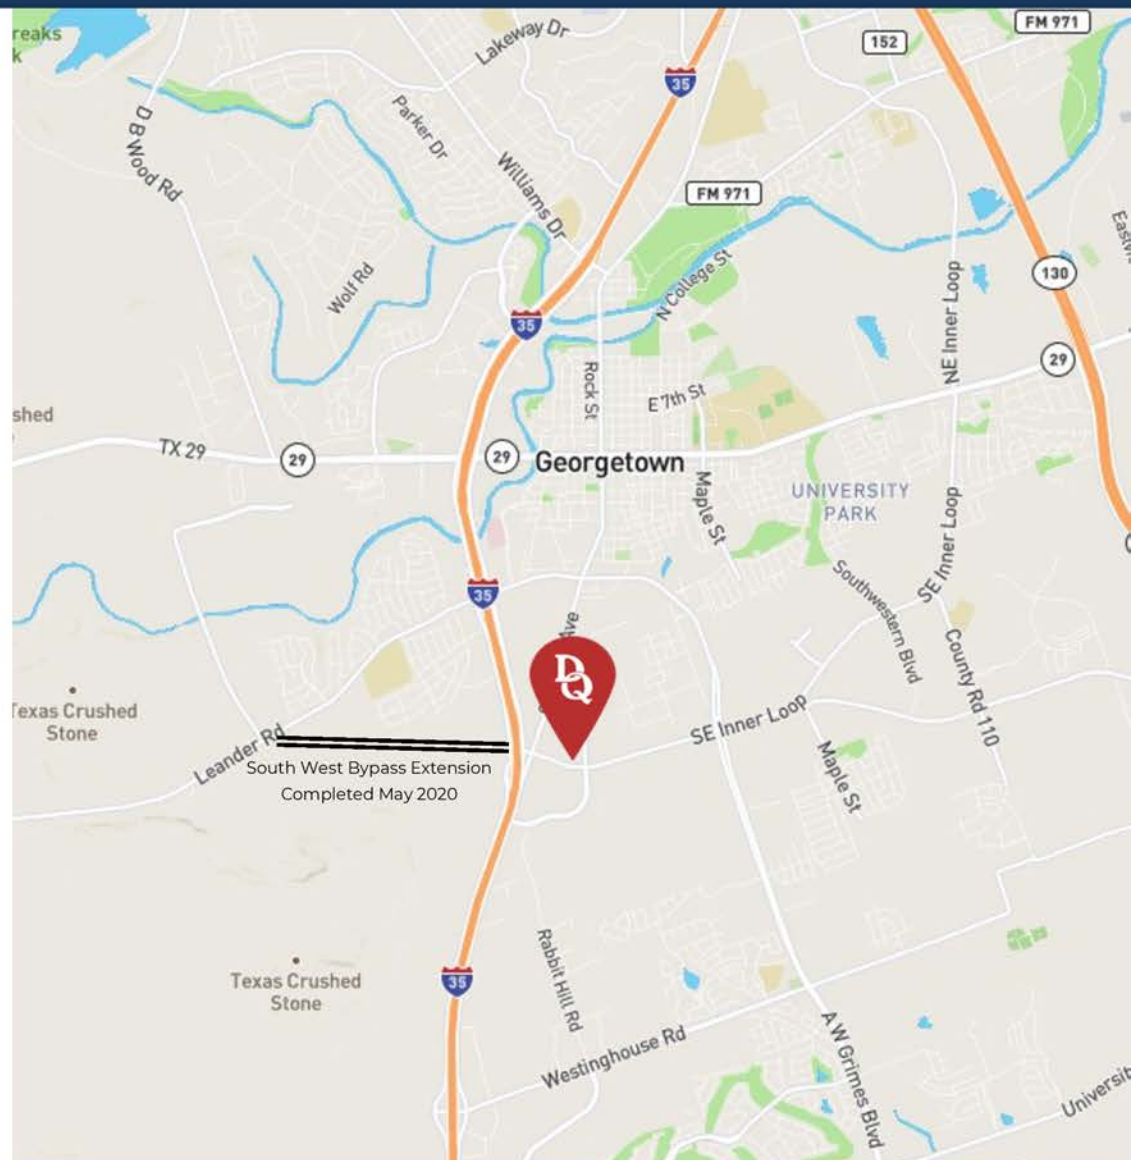 reaks
k
Lakeway Dr
152
FM 971
35
D B Wood Rd
Parker Dr
Williams Dr
FM 971
Wolf Rd
N College St
130
35
NE Inner Loop
29
Rock St
E 7th St
shed
TX 29
29
29
Georgetown
Maple St
UNIVERSITY
PARK
SE Inner Loop
35
Southwestern Blvd
SE Inner Loop
County Rd 110
DQ
Texas Crushed
Stone
Leander Rd
South West Bypass Extension
Completed May 2020
Maple St
Texas Crushed
Stone
35
Rabbit Hill Rd
Westinghouse Rd
A W Grimes Blvd
Universit